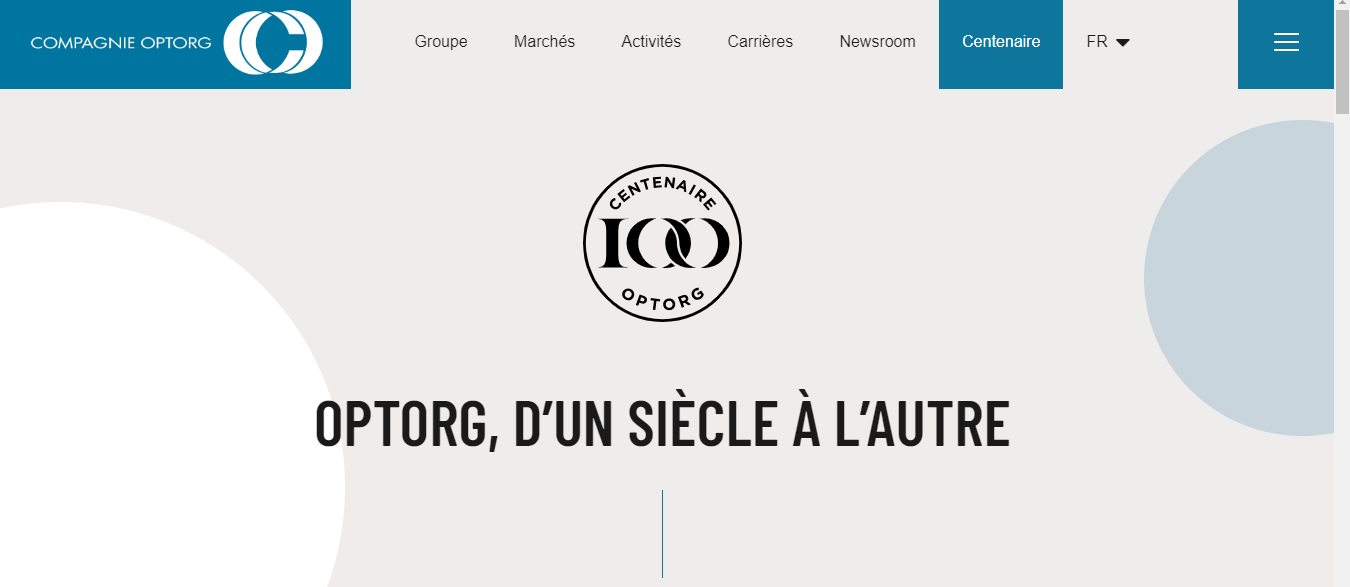 COMPAGNIE OPTORG
Groupe Marchés Activités Carrières Newsroom Centenaire FR
CENTENAIRE
100
OPTORG
OPTORG, D’UN SIÈCLE À L’AUTRE